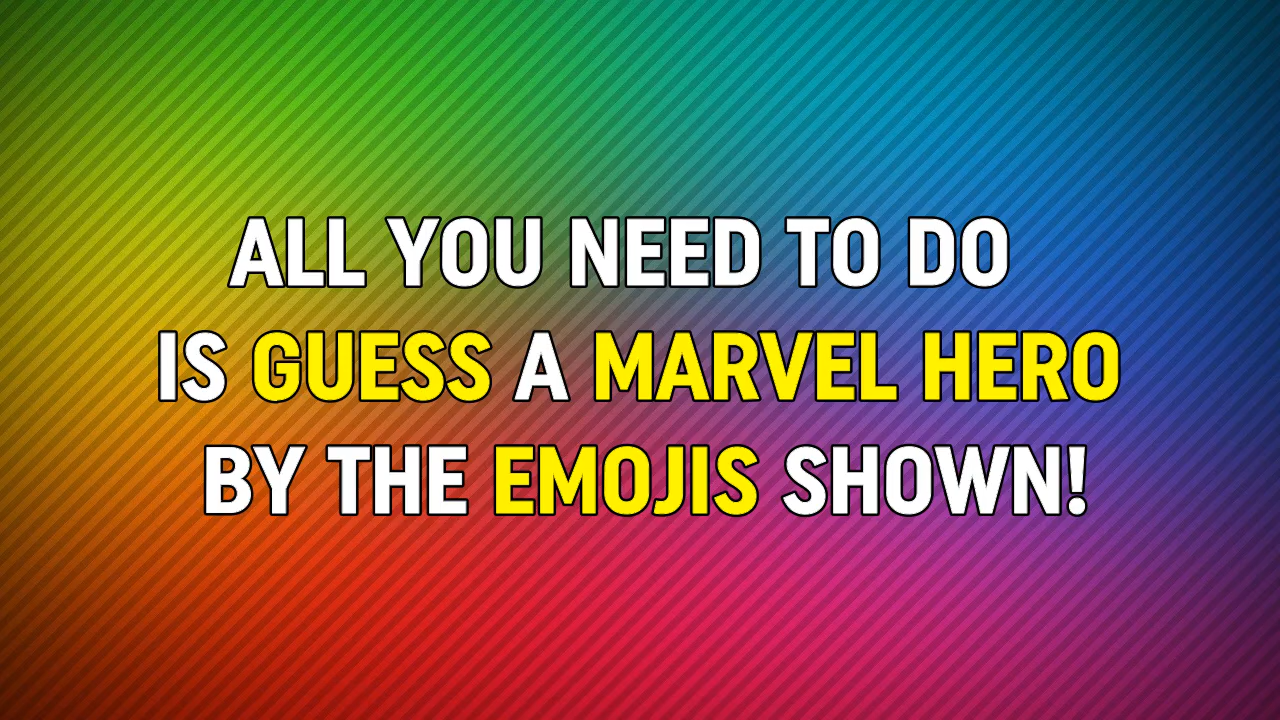 ALL YOU NEED TO DO
IS GUESS A MARVEL HERO
BY THE EMOJIS SHOWN!